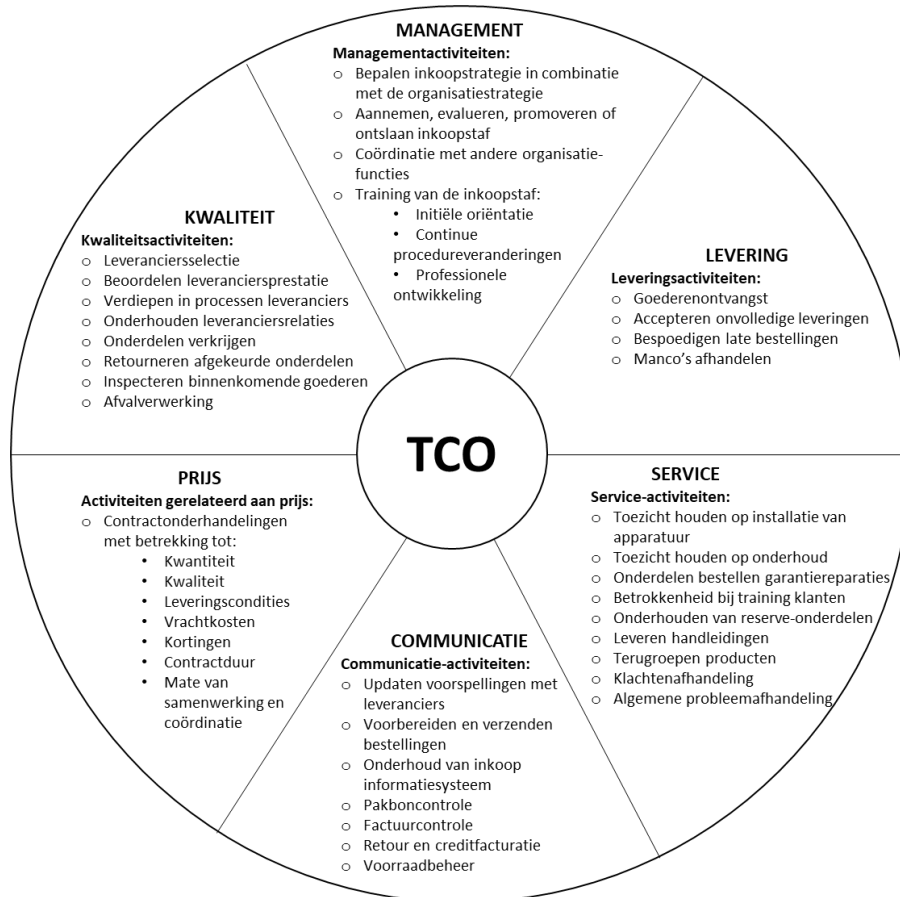 MANAGEMENT
Managementactiviteiten:
o Bepalen inkoopstrategie in combinatie
met de organisatiestrategie
o Aannemen, evalueren, promoveren of
ontslaan inkoopstaf
o Coördinatie met andere organisatie-
functies
o Training van de inkoopstaf:
• Initiële oriëntatie
• Continue
procedureveranderingen
• Professionele
ontwikkeling
LEVERING
Leveringsactiviteiten:
o Goederenontvangst
o Accepteren onvolledige leveringen
o Bespoedigen late bestellingen
o Manco's afhandelen
SERVICE
Service-activiteiten:
o Toezicht houden op installatie van
apparatuur
o Toezicht houden op onderhoud
o Onderdelen bestellen garantiereparaties
o Betrokkenheid bij training klanten
o Onderhouden van reserve-onderdelen
o Leveren handleidingen
o Terugroepen producten
o Klachtenafhandeling
o Algemene probleemafhandeling
COMMUNICATIE
Communicatie-activiteiten:
o Updaten voorspellingen met
leveranciers
o Voorbereiden en verzenden
bestellingen
o Onderhoud van inkoop
informatiesysteem
o Pakboncontrole
o Factuurcontrole
o Retour en creditfacturatie
o Voorraadbeheer
PRIJS
Activiteiten gerelateerd aan prijs:
o Contractonderhandelingen
met betrekking tot:
• Kwantiteit
• Kwaliteit
• Leveringscondities
• Vrachtkosten
• Kortingen
• Contractduur
• Mate van
samenwerking en
coördinatie
KWALITEIT
Kwaliteitsactiviteiten:
o Leveranciersselectie
o Beoordelen leveranciersprestatie
o Verdiepen in processen leveranciers
o Onderhouden leveranciersrelaties
o Onderdelen verkrijgen
o Retourneren afgekeurde onderdelen
o Inspecteren binnenkomende goederen
o Afvalverwerking
TCO